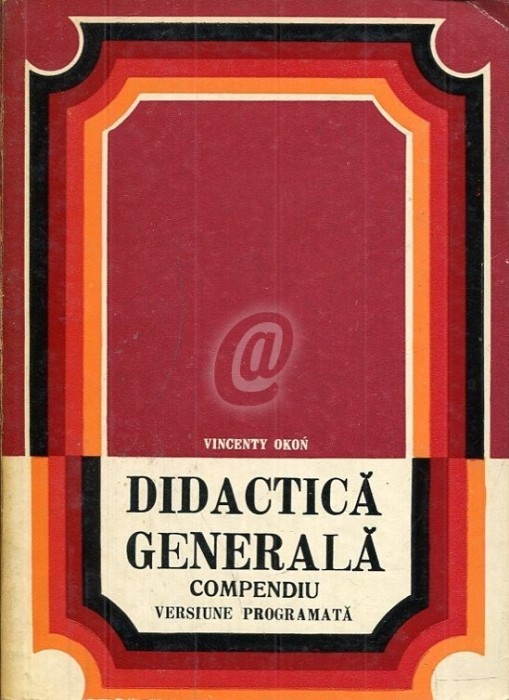 @
VINCENTY OKOŃ
DIDACTICĂ
GENERALĂ
COMPENDIU
VERSIUNE PROGRAMATĂ